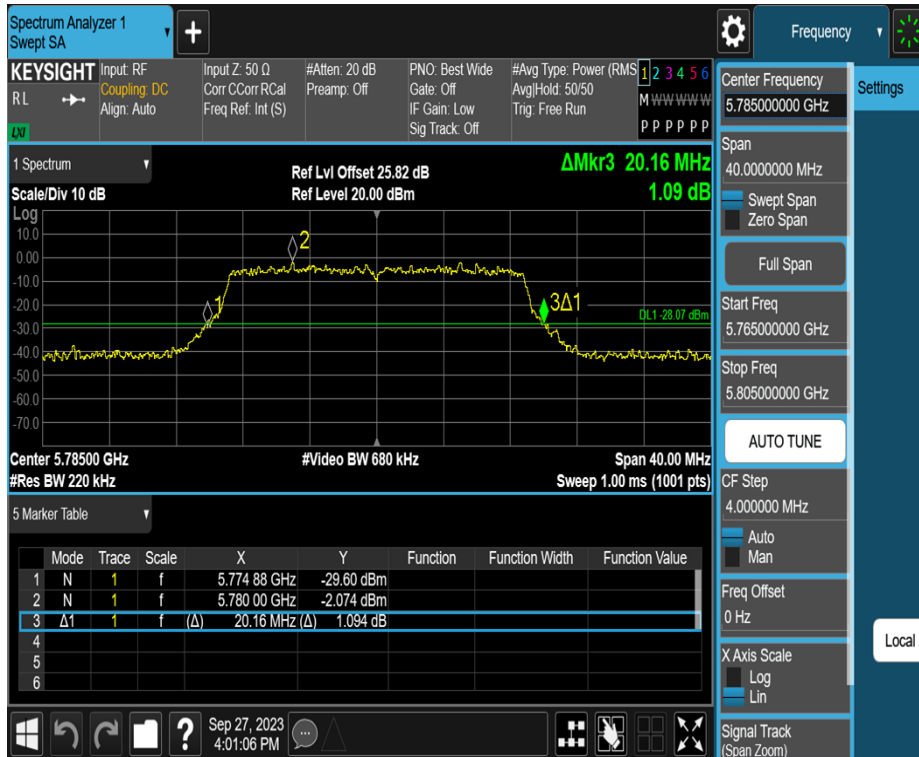 Spectrum Analyzer 1
Swept SA
+
Frequency
KEYSIGHT
R L
LXI
Input: RF
Coupling: DC
Align: Auto
Input Z: 50 Ω
Corr CCorr RCal
Freq Ref: Int (S)
#Atten: 20 dB
Preamp: Off
PNO: Best Wide
Gate: Off
IF Gain: Low
Sig Track: Off
#Avg Type: Power (RMS
Avg|Hold: 50/50
Trig: Free Run
1 2 3 4 5 6
M W W W W W
P P P P P P
1 Spectrum
Scale/Div 10 dB
Ref Lvl Offset 25.82 dB
Ref Level 20.00 dBm
ΔMkr3 20.16 MHz
1.09 dB
Log
10.0
0.00
-10.0
-20.0
-30.0
-40.0
-50.0
-60.0
-70.0
2
1
3Δ1
DL1 -28.07 dBm
Center 5.78500 GHz
#Video BW 680 kHz
Span 40.00 MHz
#Res BW 220 kHz
Sweep 1.00 ms (1001 pts)
5 Marker Table
Mode Trace Scale X Y Function Function Width Function Value
1 N 1 f 5.774 88 GHz -29.60 dBm
2 N 1 f 5.780 00 GHz -2.074 dBm
3 Δ1 1 f (Δ) 20.16 MHz (Δ) 1.094 dB
4
5
6
?
Sep 27, 2023
4:01:06 PM
Center Frequency
5.785000000 GHz
Settings
Span
40.0000000 MHz
Swept Span
Zero Span
Full Span
Start Freq
5.765000000 GHz
Stop Freq
5.805000000 GHz
AUTO TUNE
CF Step
4.000000 MHz
Auto
Man
Freq Offset
0 Hz
Local
X Axis Scale
Log
Lin
Signal Track
(Span Zoom)